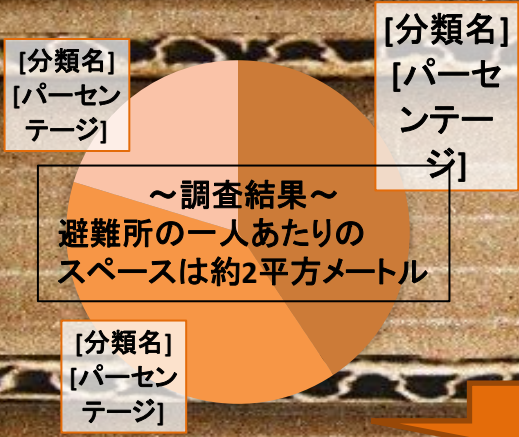 [分類名]
[パーセ
ンテー
ジ]
[分類名]
[パーセン
テージ]
～調査結果～
避難所の一人あたりの
スペースは約2平方メートル
[分類名]
[パーセン
テージ]